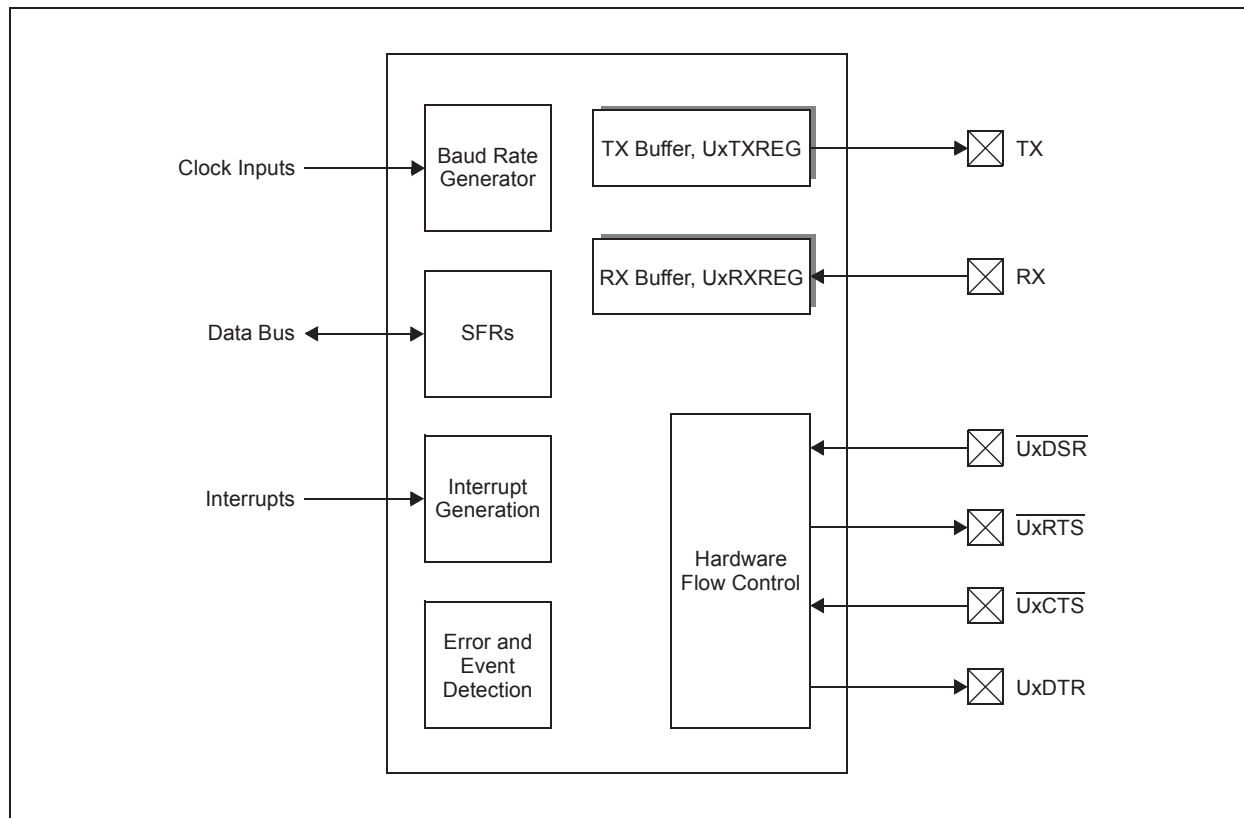 Clock Inputs
Baud Rate
Generator
TX Buffer, UxTXREG
TX
RX Buffer, UxRXREG
RX
Data Bus
SFRs
Interrupts
Interrupt
Generation
Error and
Event
Detection
Hardware
Flow Control
UxDSR
UxRTS
UxCTS
UxDTR